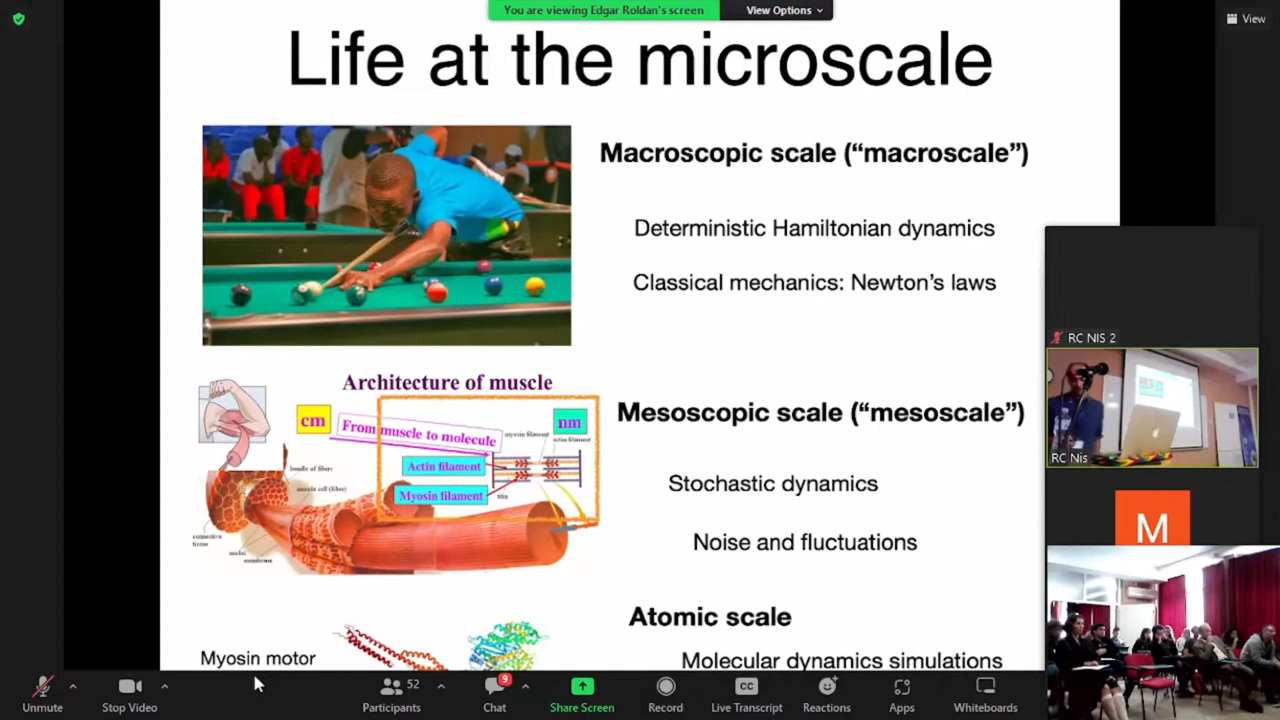 You are viewing Edgar Roldan's screen
View Options
View
Life at the microscale
Macroscopic scale (“macroscale”)
Deterministic Hamiltonian dynamics
Classical mechanics: Newton’s laws
Architecture of muscle
cm
From muscle to molecule
nm
myosin filament
actin filament
Actin filament
Myosin filament
titin
bundle of fibers
muscle cell (fiber)
connective
tissue
nuclei
membrane
Mesoscopic scale (“mesoscale”)
Stochastic dynamics
Noise and fluctuations
Atomic scale
Myosin motor
Molecular dynamics simulations
RC NIS 2
RC Nis
M
Unmute
Stop Video
52
Participants
9
Chat
Share Screen
Record
CC
Live Transcript
Reactions
Apps
Whiteboards